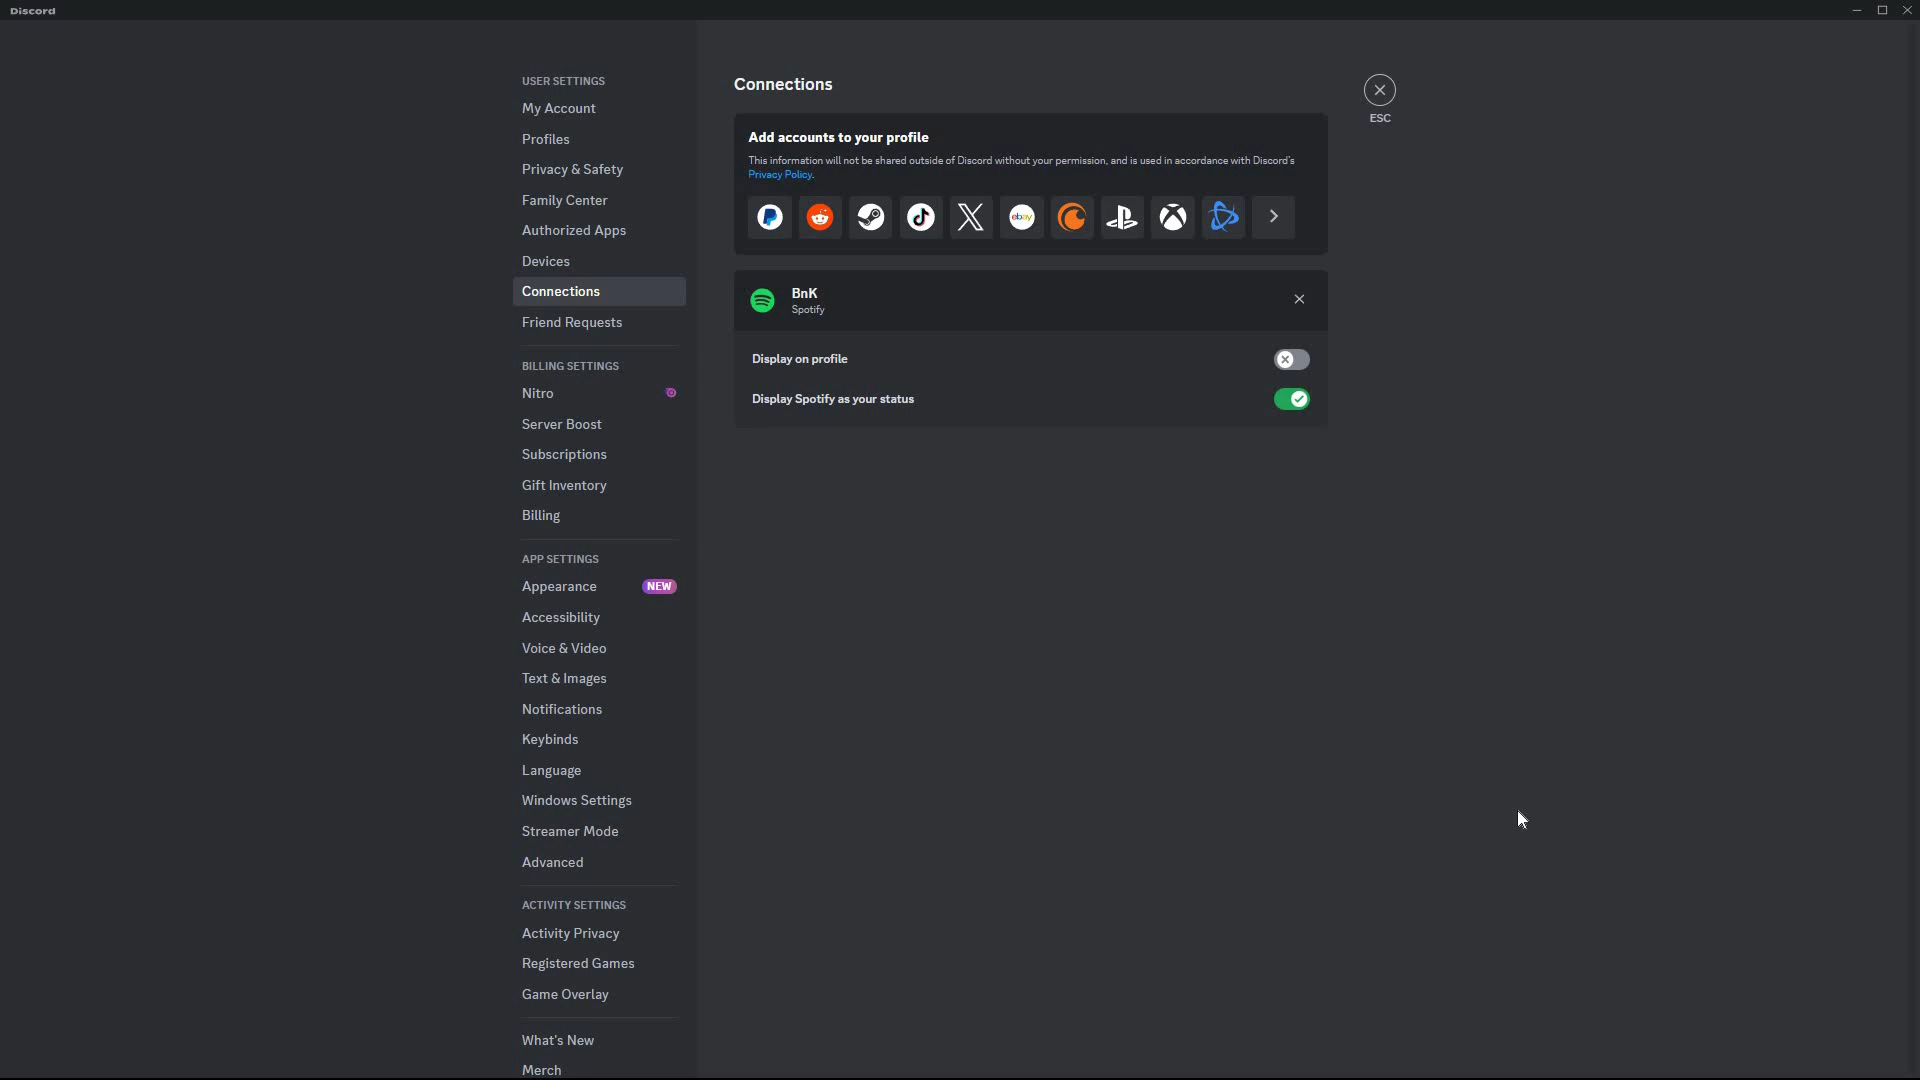 Discord
USER SETTINGS
My Account
Profiles
Privacy & Safety
Family Center
Authorized Apps
Devices
Connections
Friend Requests
BILLING SETTINGS
Nitro
Server Boost
Subscriptions
Gift Inventory
Billing
APP SETTINGS
Appearance NEW
Accessibility
Voice & Video
Text & Images
Notifications
Keybinds
Language
Windows Settings
Streamer Mode
Advanced
ACTIVITY SETTINGS
Activity Privacy
Registered Games
Game Overlay
What's New
Merch
Connections
Add accounts to your profile
This information will not be shared outside of Discord without your permission, and is used in accordance with Discord's
Privacy Policy.
ebay
BnK
Spotify
Display on profile
Display Spotify as your status
ESC